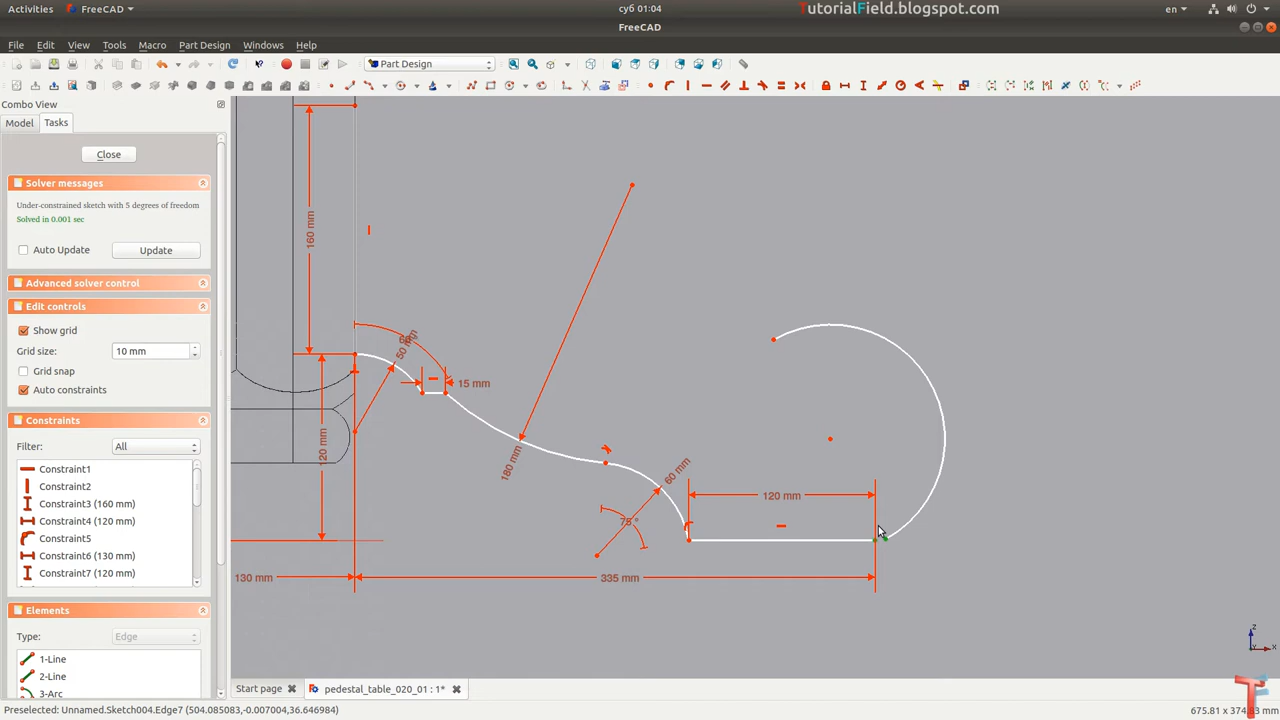 Activities
FreeCAD
суб 01:04
TutorialField.blogspot.com
en
FreeCAD
File Edit View Tools Macro Part Design Windows Help
Part Design
Combo View
Model Tasks
Close
Solver messages
Under-constrained sketch with 5 degrees of freedom
Solved in 0.001 sec
Auto Update
Update
Advanced solver control
Edit controls
Show grid
Grid size: 10 mm
Grid snap
Auto constraints
Constraints
Filter: All
Constraint1
Constraint2
Constraint3 (160 mm)
Constraint4 (120 mm)
Constraint5
Constraint6 (130 mm)
Constraint7 (120 mm)
Elements
Type: Edge
1-Line
2-Line
3-Arc
160 mm
50 mm
15 mm
120 mm
180 mm
60 mm
75 °
120 mm
130 mm
335 mm
Z
X
Start page
pedestal_table_020_01 : 1*
Preselected: Unnamed.Sketch004.Edge7 (504.085083,-0.007004,36.646984)